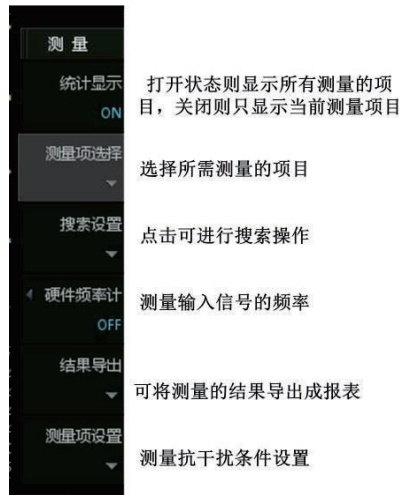 测 量
统计显示
ON
打开状态则显示所有测量的项
目，关闭则只显示当前测量项目
测量项选择
选择所需测量的项目
搜索设置
点击可进行搜索操作
硬件频率计
OFF
测量输入信号的频率
结果导出
可将测量的结果导出成报表
测量项设置
测量抗干扰条件设置